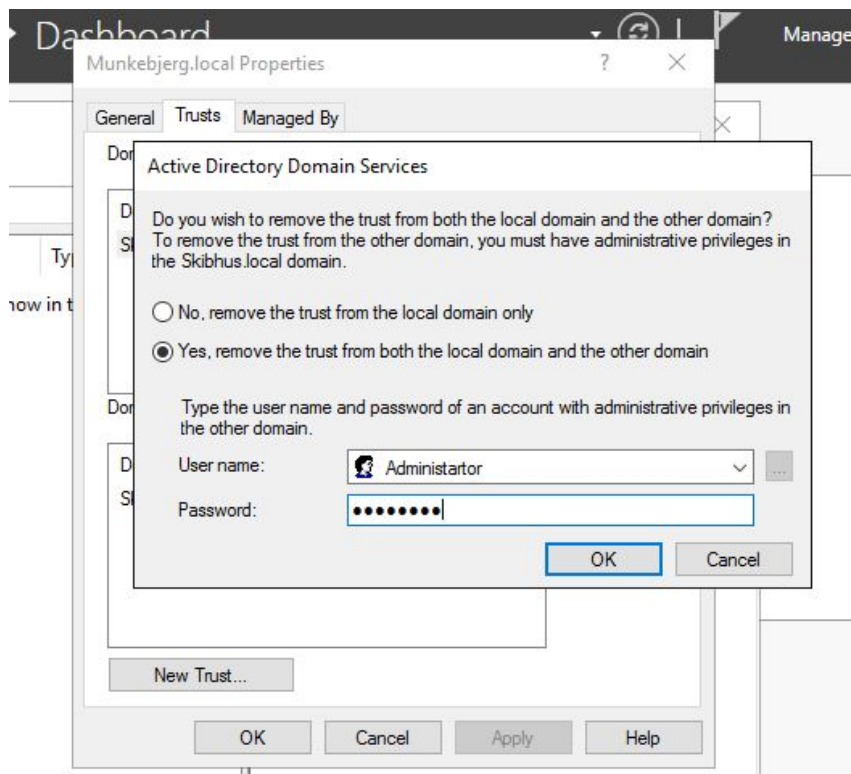 Dashboard
Manage
Munkebjerg.local Properties
?
General
Trusts
Managed By
Active Directory Domain Services
Do you wish to remove the trust from both the local domain and the other domain?
To remove the trust from the other domain, you must have administrative privileges in
the Skibhus.local domain.
No, remove the trust from the local domain only
now in t
Yes, remove the trust from both the local domain and the other domain
Type the user name and password of an account with administrative privileges in
the other domain.
User name:
Administartor
...
Password:
OK
Cancel
New Trust...
OK
Cancel
Apply
Help